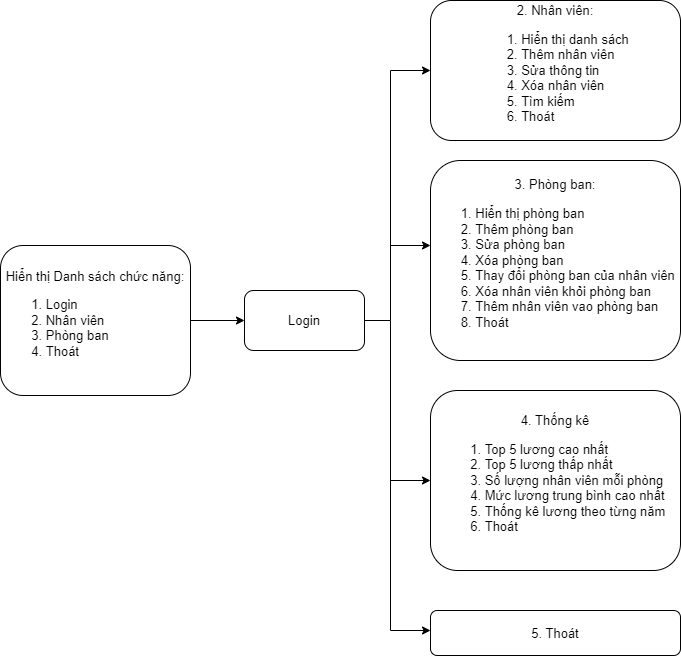 Hiển thị Danh sách chức năng:
1. Login
2. Nhân viên
3. Phòng ban
4. Thoát
Login
2. Nhân viên:
1. Hiển thị danh sách
2. Thêm nhân viên
3. Sửa thông tin
4. Xóa nhân viên
5. Tìm kiếm
6. Thoát
3. Phòng ban:
1. Hiển thị phòng ban
2. Thêm phòng ban
3. Sửa phòng ban
4. Xóa phòng ban
5. Thay đổi phòng ban của nhân viên
6. Xóa nhân viên khỏi phòng ban
7. Thêm nhân viên vao phòng ban
8. Thoát
4. Thống kê
1. Top 5 lương cao nhất
2. Top 5 lương thấp nhất
3. Số lượng nhân viên mỗi phòng
4. Mức lương trung bình cao nhất
5. Thống kê lương theo từng năm
6. Thoát
5. Thoát